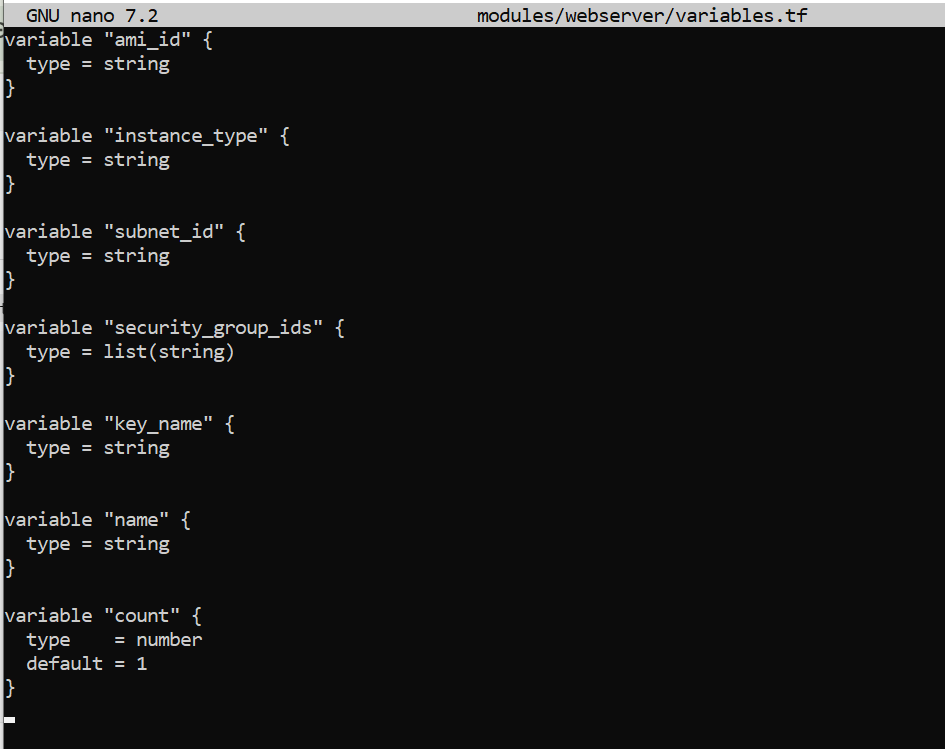 GNU nano 7.2 modules/webserver/variables.tf
variable "ami_id" {
  type = string
}

variable "instance_type" {
  type = string
}

variable "subnet_id" {
  type = string
}

variable "security_group_ids" {
  type = list(string)
}

variable "key_name" {
  type = string
}

variable "name" {
  type = string
}

variable "count" {
  type    = number
  default = 1
}